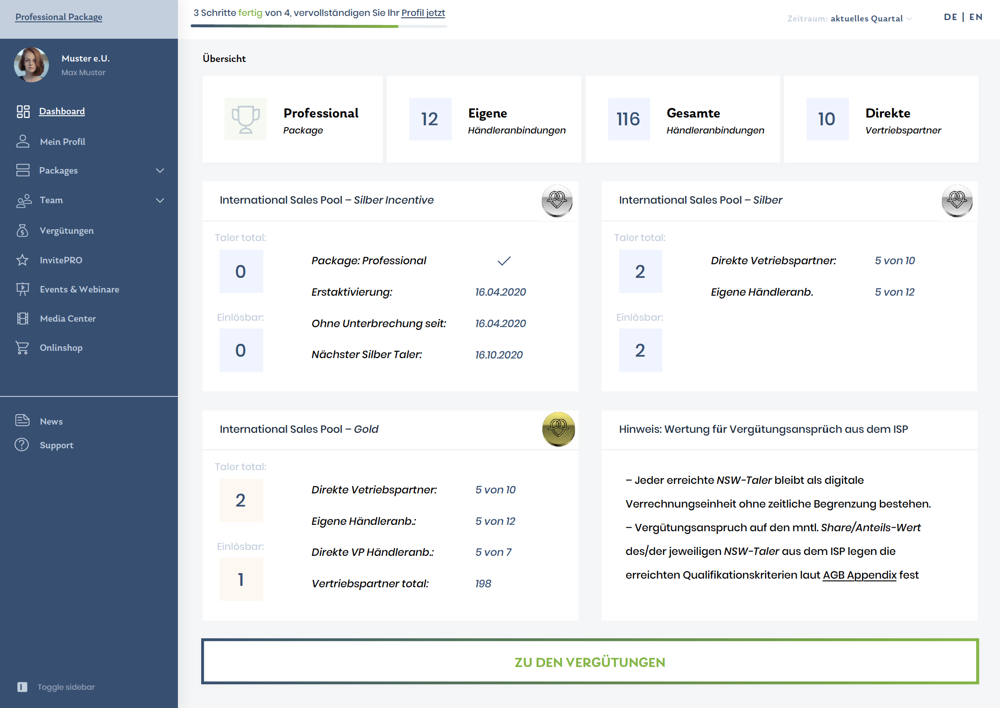 Professional Package
3 Schritte fertig von 4, vervollständigen Sie Ihr Profil jetzt
Zeitraum: aktuelles Quartal
DE | EN
Muster e.U.
Max Muster
Dashboard
Mein Profil
Packages
Team
Vergütungen
InvitePRO
Events & Webinare
Media Center
Onlinshop
News
Support
Toggle sidebar
Übersicht
Professional
Package
12
Eigene
Händleranbindungen
116
Gesamte
Händleranbindungen
10
Direkte
Vertriebspartner
International Sales Pool – Silber Incentive
Taler total:
0
Einlösbar:
0
Package: Professional
Erstaktivierung: 16.04.2020
Ohne Unterbrechung seit: 16.04.2020
Nächster Silber Taler: 16.10.2020
International Sales Pool – Silber
Taler total:
2
Einlösbar:
2
Direkte Vetriebspartner: 5 von 10
Eigene Händleranb. 5 von 12
International Sales Pool – Gold
Taler total:
2
Einlösbar:
1
Direkte Vetriebspartner: 5 von 10
Eigene Händleranb.: 5 von 12
Direkte VP Händleranb.: 5 von 7
Vertriebspartner total: 198
Hinweis: Wertung für Vergütungsansprüch aus dem ISP
– Jeder erreichte NSW-Taler bleibt als digitale
Verrechnungseinheit ohne zeitliche Begrenzung bestehen.
– Vergütungsanspruch auf den mntl. Share/Anteils-Wert
des/der jeweiligen NSW-Taler aus dem ISP legen die
erreichten Qualifikationskriterien laut AGB Appendix fest
ZU DEN VERGÜTUNGEN